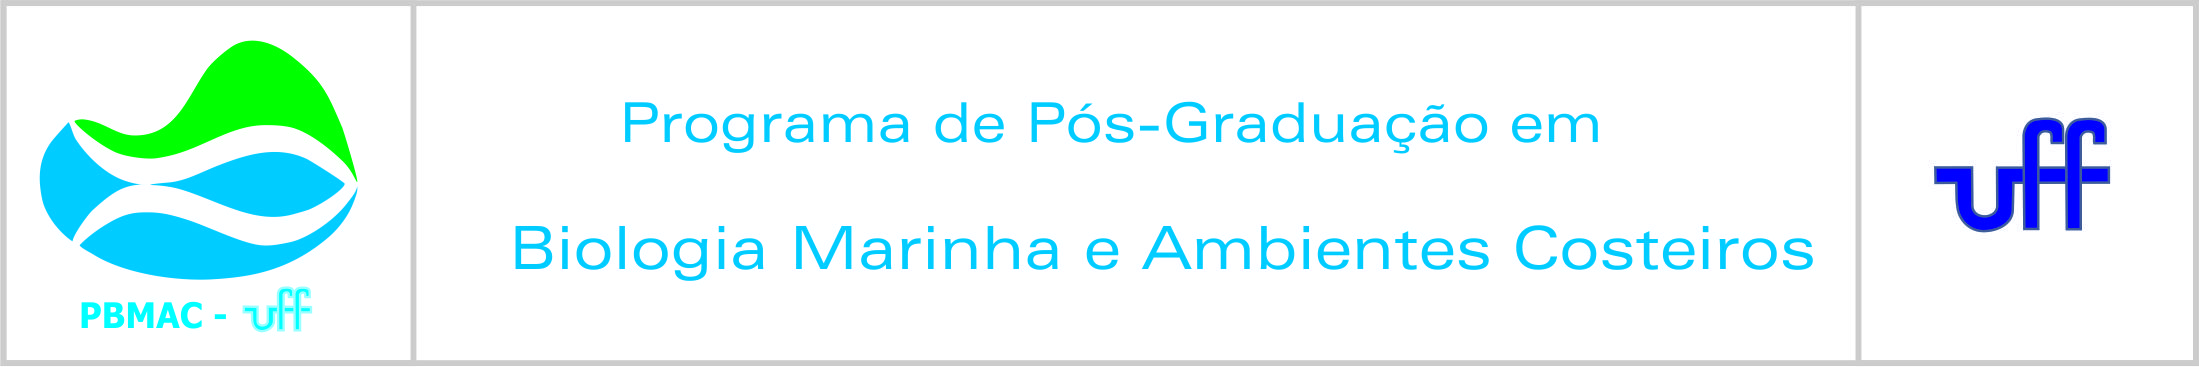 PBMAC - uff
Programa de Pós-Graduação em
Biologia Marinha e Ambientes Costeiros
uff